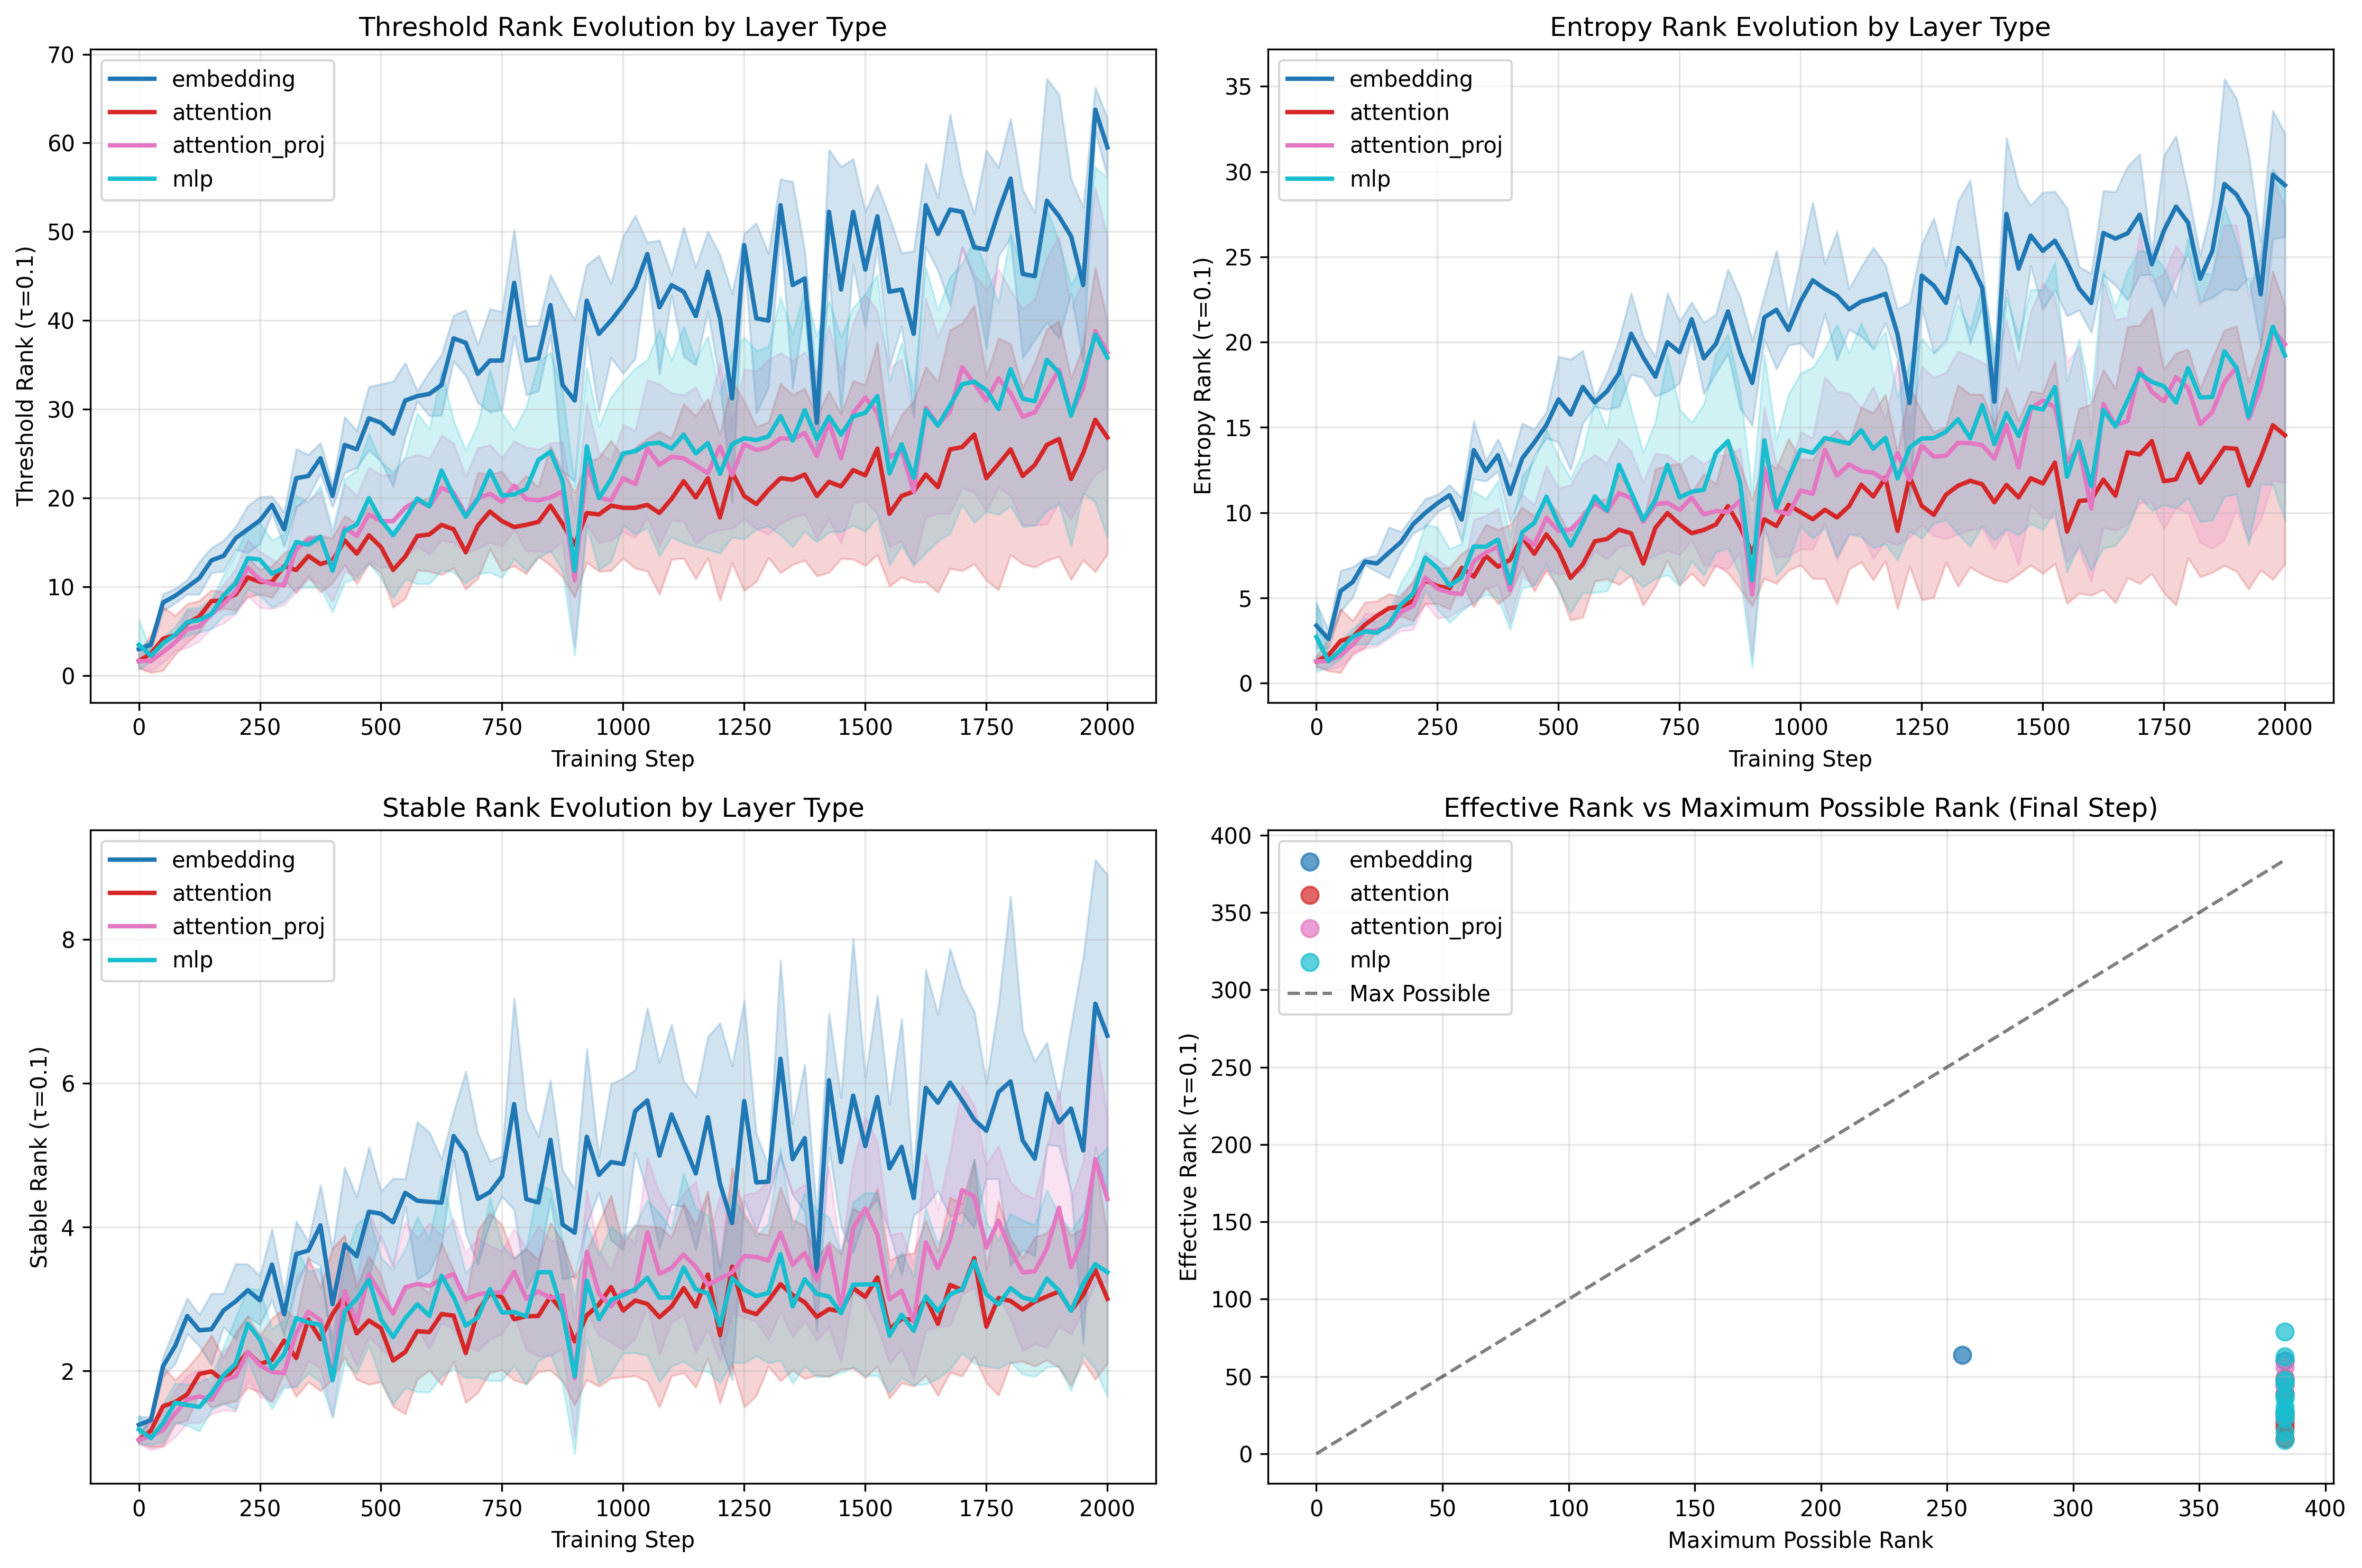 Threshold Rank Evolution by Layer Type
embedding
attention
attention_proj
mlp
Threshold Rank (τ=0.1)
70
60
50
40
30
20
10
0
0 250 500 750 1000 1250 1500 1750 2000
Training Step
Entropy Rank Evolution by Layer Type
embedding
attention
attention_proj
mlp
Entropy Rank (τ=0.1)
35
30
25
20
15
10
5
0
0 250 500 750 1000 1250 1500 1750 2000
Training Step
Stable Rank Evolution by Layer Type
embedding
attention
attention_proj
mlp
Stable Rank (τ=0.1)
8
6
4
2
0 250 500 750 1000 1250 1500 1750 2000
Training Step
Effective Rank vs Maximum Possible Rank (Final Step)
embedding
attention
attention_proj
mlp
Max Possible
Effective Rank (τ=0.1)
400
350
300
250
200
150
100
50
0
0 50 100 150 200 250 300 350 400
Maximum Possible Rank